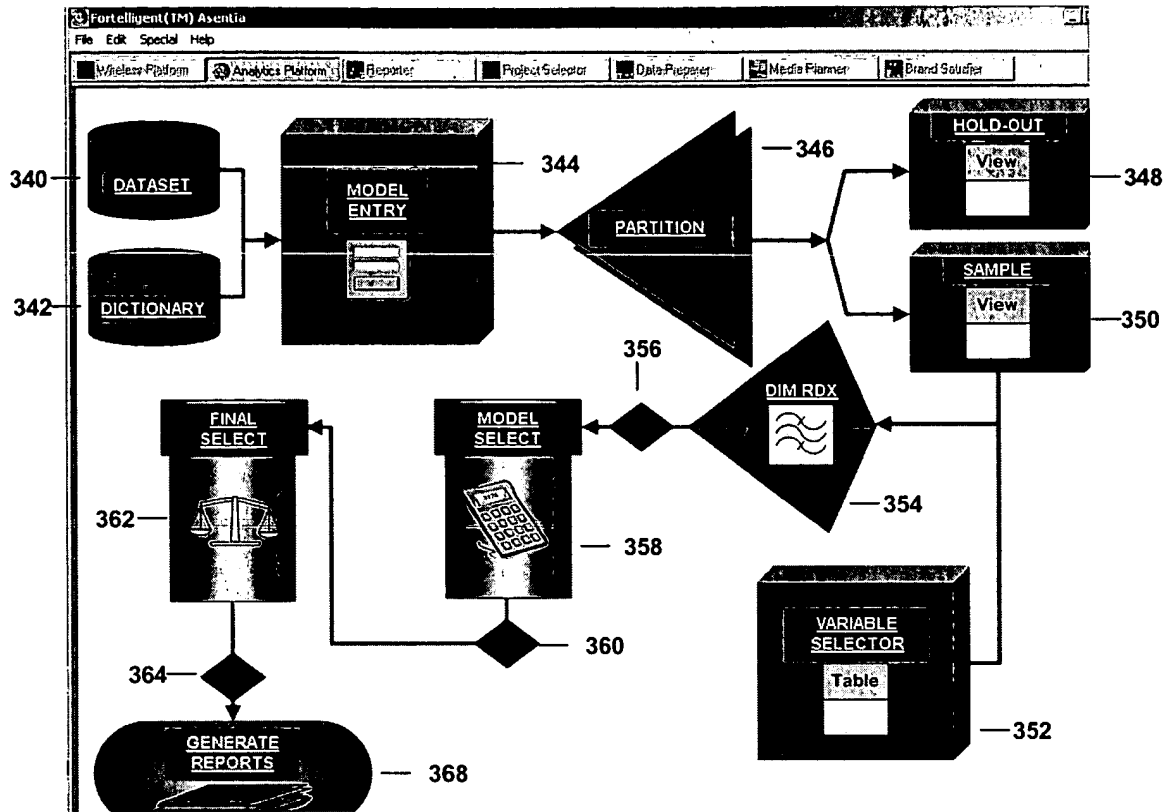 Fortelligent(TM) Asentia
File Edit Special Help
Wireless Platform Analytics Platform Reporter Project Selector Data Preparer Media Planner Brand Satisfier
340
DATASET
342
DICTIONARY
344
MODEL
ENTRY
346
PARTITION
HOLD-OUT
View
348
SAMPLE
View
350
356
DIM RDX
354
MODEL
SELECT
358
360
FINAL
SELECT
362
364
VARIABLE
SELECTOR
Table
352
GENERATE
REPORTS
368